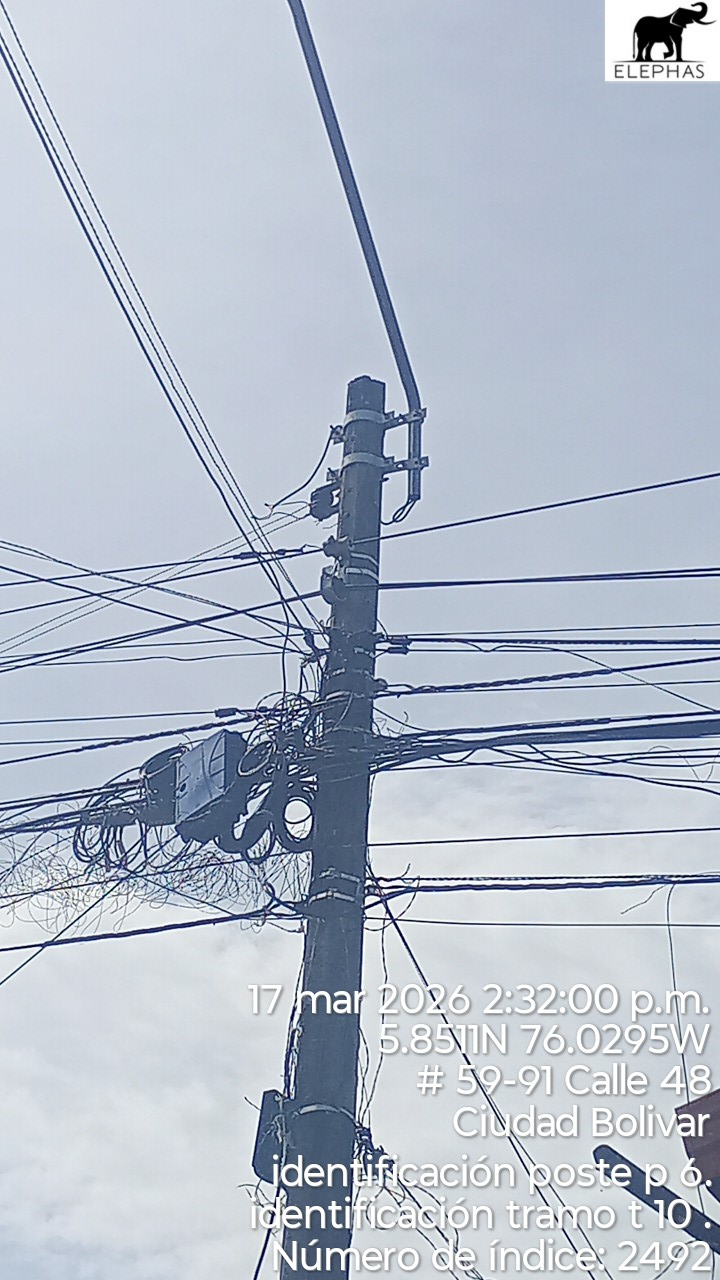 ELEPHAS
17 mar 2026 2:32:00 p.m.
5.8511N 76.0295W
# 59-91 Calle 48
Ciudad Bolivar
identificación poste p 6.
identificación tramo t 10 .
Número de índice: 2492